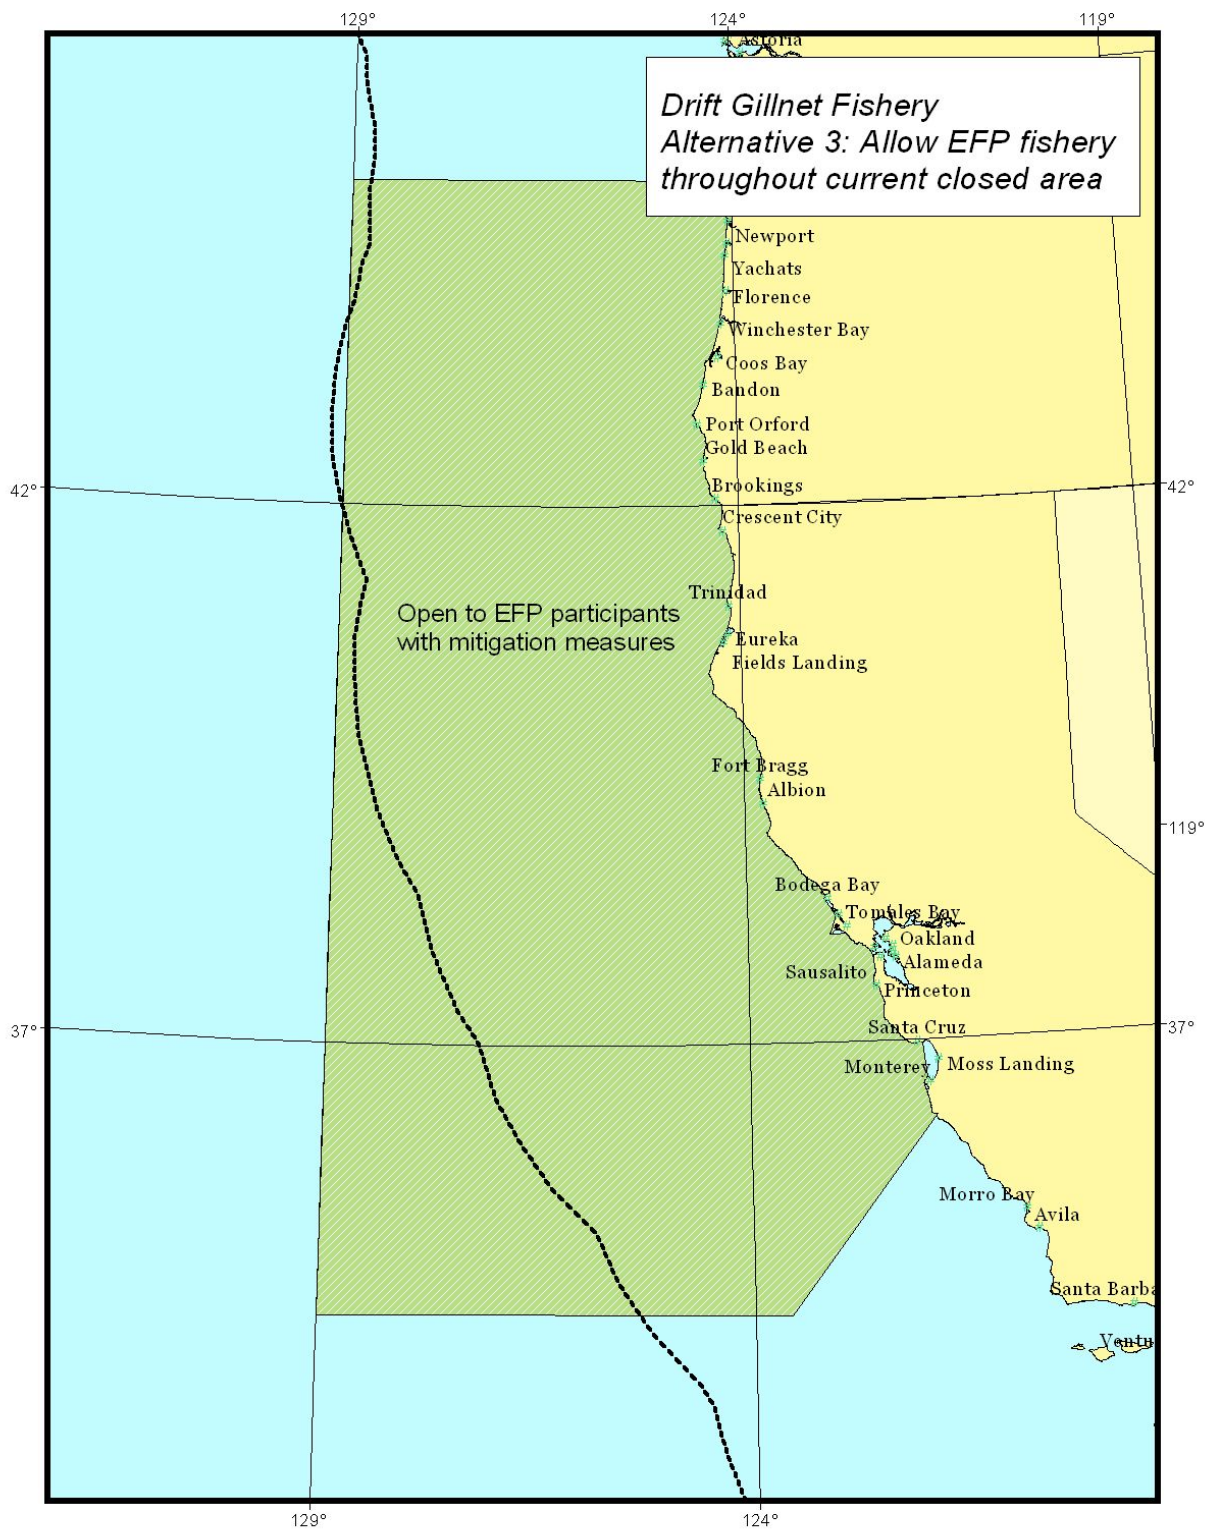 129°
124°
119°
Astoria
Drift Gillnet Fishery
Alternative 3: Allow EFP fishery
throughout current closed area
Newport
Yachats
Florence
Winchester Bay
Coos Bay
Bandon
Port Orford
Gold Beach
42°
Brookings
42°
Crescent City
Trinidad
Open to EFP participants
with mitigation measures
Eureka
Fields Landing
Fort Bragg
Albion
119°
Bodega Bay
Tomales Bay
Oakland
Alameda
Sausalito
Princeton
37°
Santa Cruz
37°
Monterey
Moss Landing
Morro Bay
Avila
Santa Barba
Ventu
129°
124°